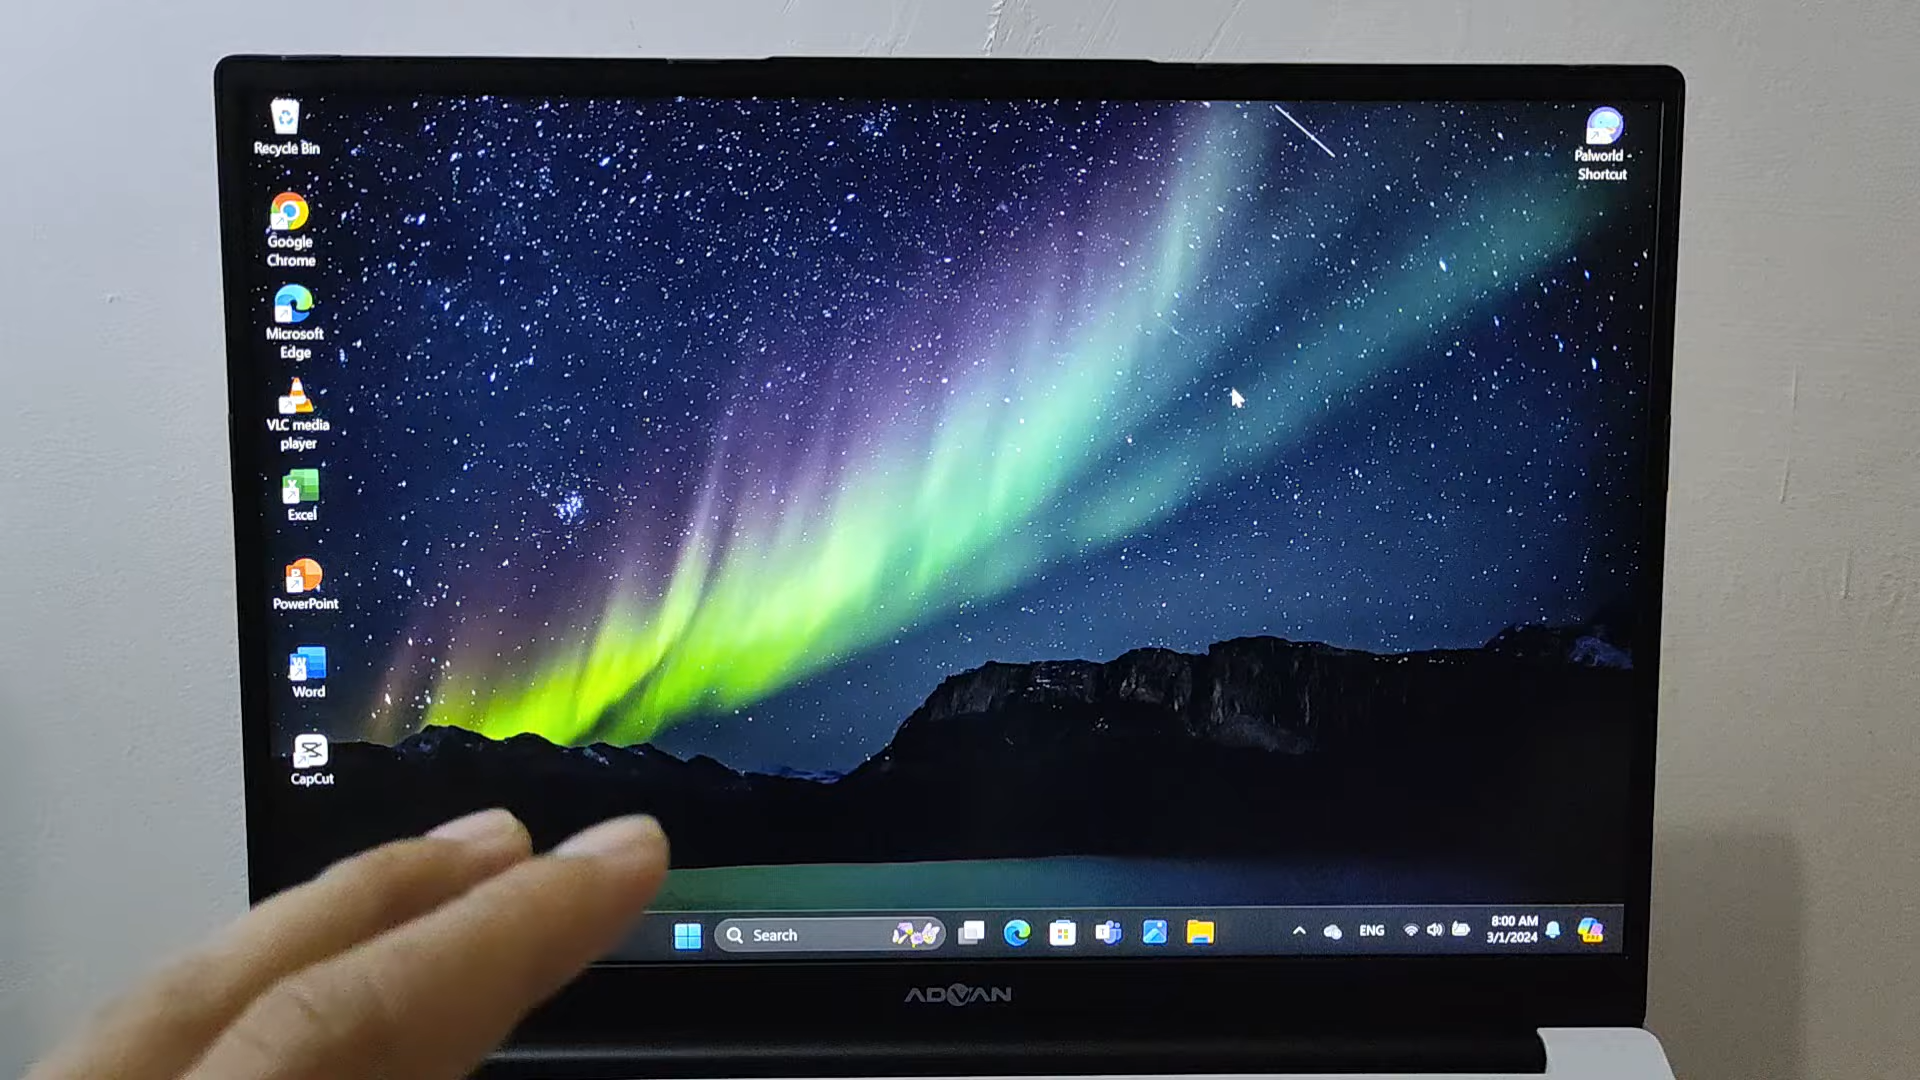 Recycle Bin
Palworld -
Shortcut
Google
Chrome
Microsoft
Edge
VLC media
player
Excel
PowerPoint
Word
CapCut
Search
ENG
8:00 AM
3/1/2024
ADVAN